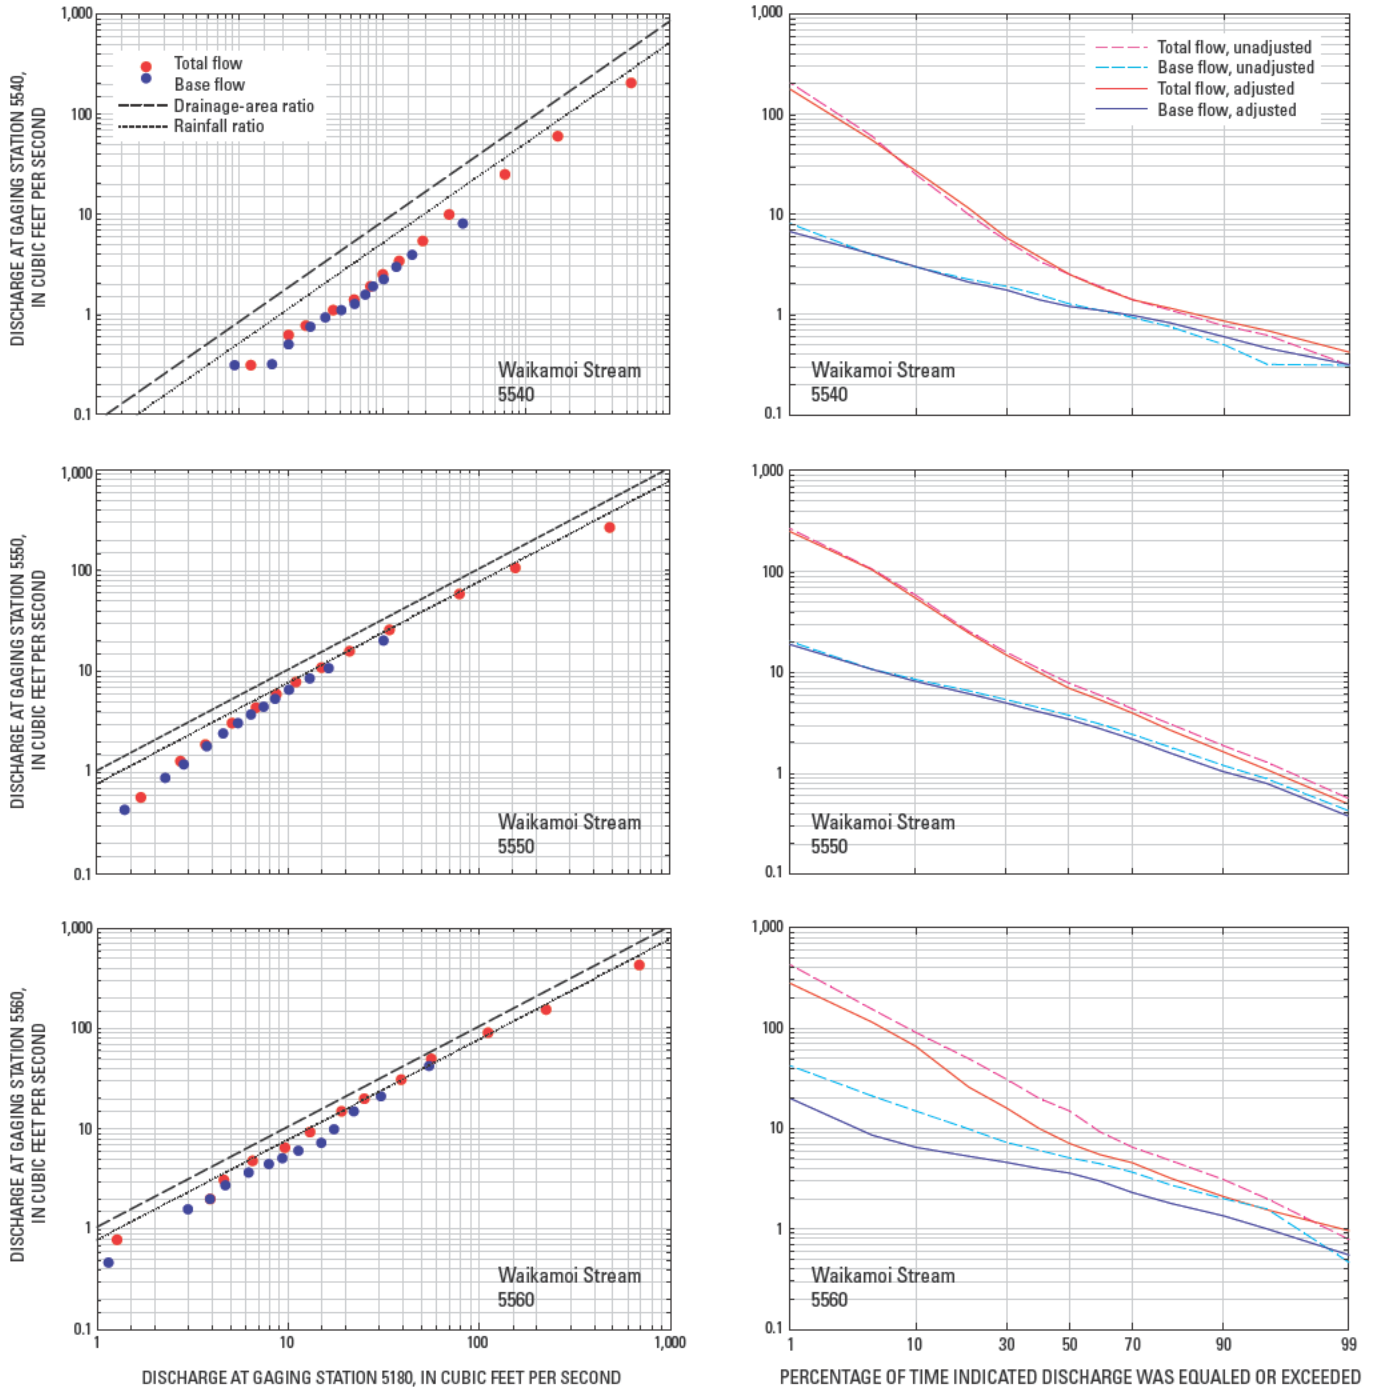 DISCHARGE AT GAGING STATION 5540,
IN CUBIC FEET PER SECOND
1,000
100
10
1
0.1
Total flow
Base flow
Drainage-area ratio
Rainfall ratio
Waikamoi Stream
5540
1,000
100
10
1
0.1
Total flow, unadjusted
Base flow, unadjusted
Total flow, adjusted
Base flow, adjusted
Waikamoi Stream
5540
DISCHARGE AT GAGING STATION 5550,
IN CUBIC FEET PER SECOND
1,000
100
10
1
0.1
Waikamoi Stream
5550
1,000
100
10
1
0.1
Waikamoi Stream
5550
DISCHARGE AT GAGING STATION 5560,
IN CUBIC FEET PER SECOND
1,000
100
10
1
0.1
Waikamoi Stream
5560
1 10 100 1,000
DISCHARGE AT GAGING STATION 5180, IN CUBIC FEET PER SECOND
1,000
100
10
1
0.1
Waikamoi Stream
5560
1 10 30 50 70 90 99
PERCENTAGE OF TIME INDICATED DISCHARGE WAS EQUALED OR EXCEEDED